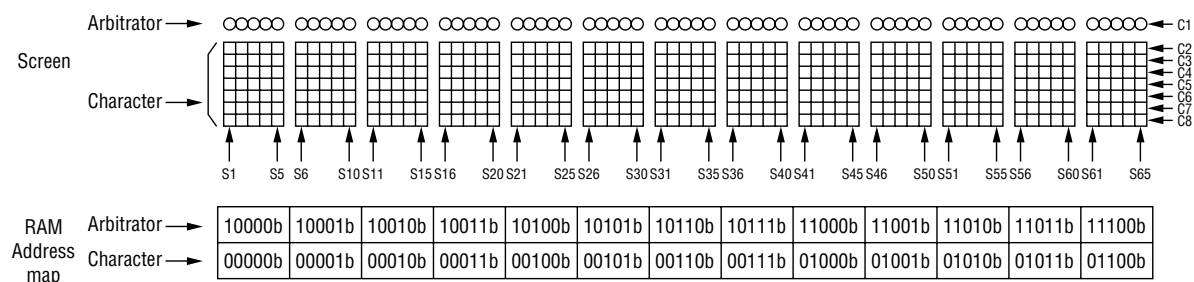 Arbitrator C1
Screen C2
C3
C4
C5
Character C6
C7
C8
S1 S5 S6 S10 S11 S15 S16 S20 S21 S25 S26 S30 S31 S35 S36 S40 S41 S45 S46 S50 S51 S55 S56 S60 S61 S65
RAM Arbitrator 10000b 10001b 10010b 10011b 10100b 10101b 10110b 10111b 11000b 11001b 11010b 11011b 11100b
Address
map Character 00000b 00001b 00010b 00011b 00100b 00101b 00110b 00111b 01000b 01001b 01010b 01011b 01100b